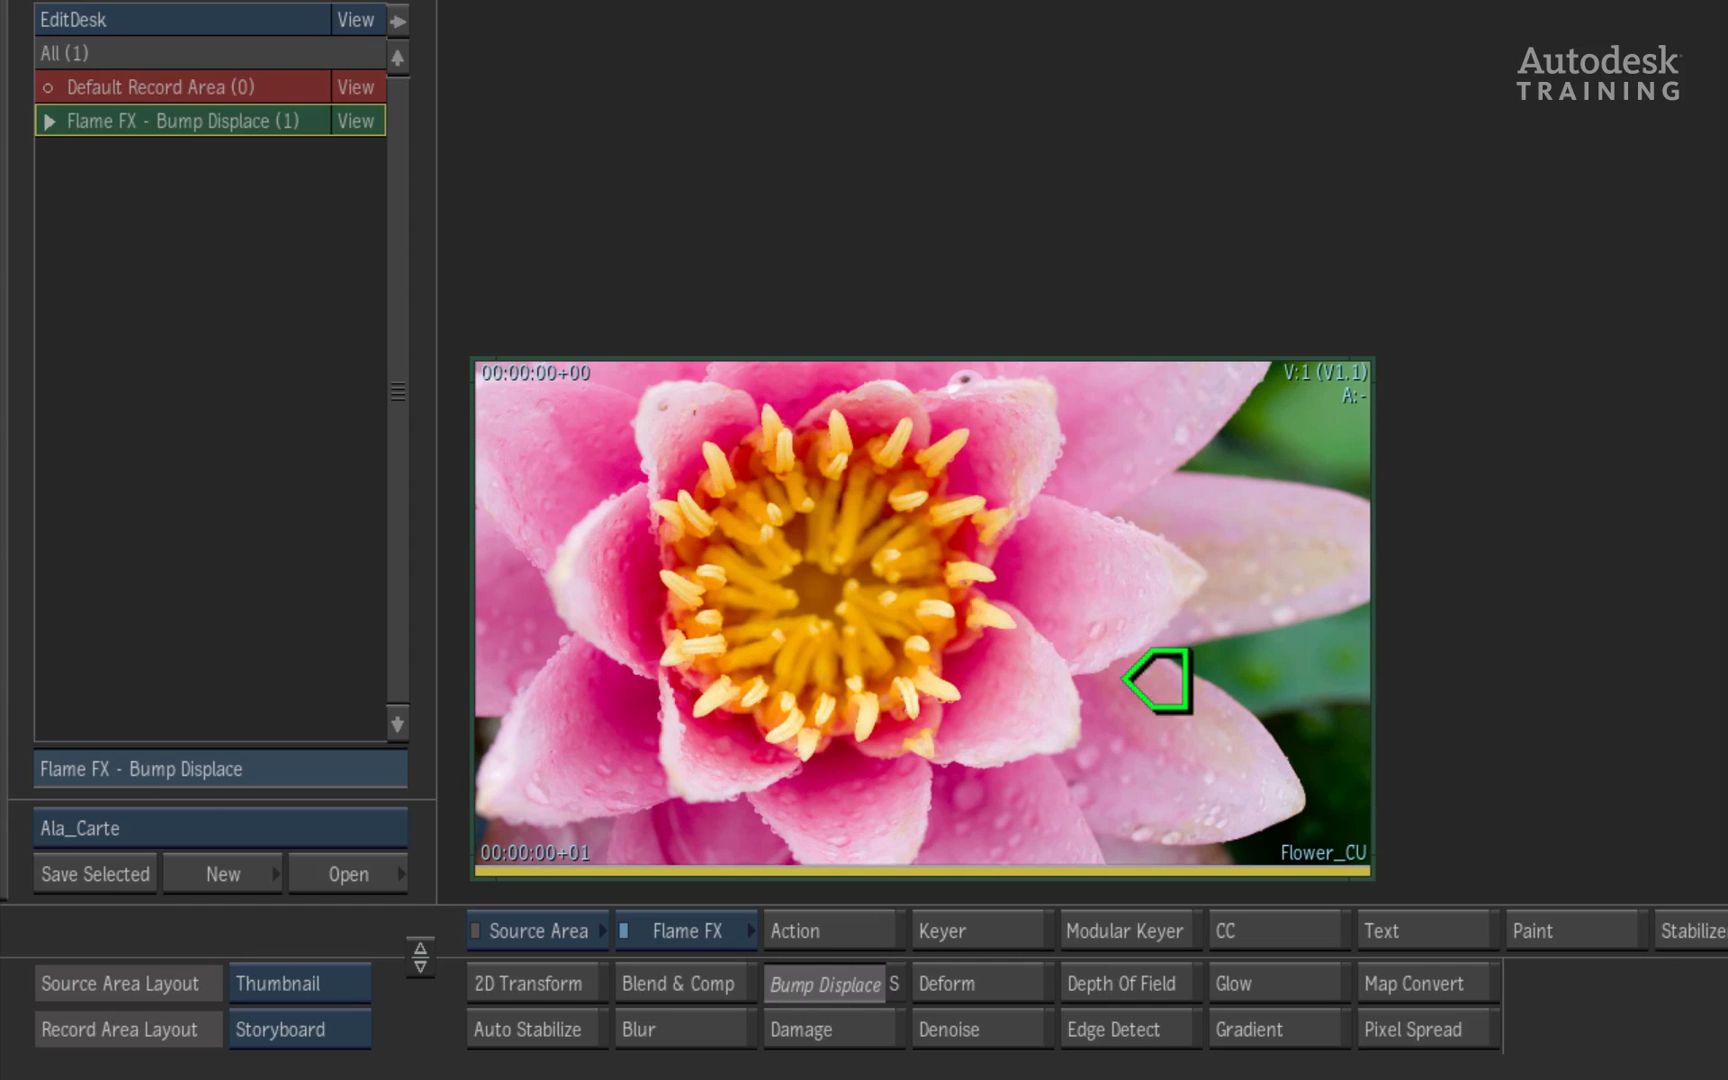 EditDesk View
All (1)
Default Record Area (0) View
Flame FX - Bump Displace (1) View
Autodesk
TRAINING
00:00:00+00
V:1 (V1.1)
A:-
00:00:00+01
Flower_CU
Flame FX - Bump Displace
Ala_Carte
Save Selected New Open
Source Area Flame FX Action Keyer Modular Keyer CC Text Paint Stabilize
Source Area Layout Thumbnail
2D Transform Blend & Comp Bump Displace S Deform Depth Of Field Glow Map Convert
Record Area Layout Storyboard
Auto Stabilize Blur Damage Denoise Edge Detect Gradient Pixel Spread